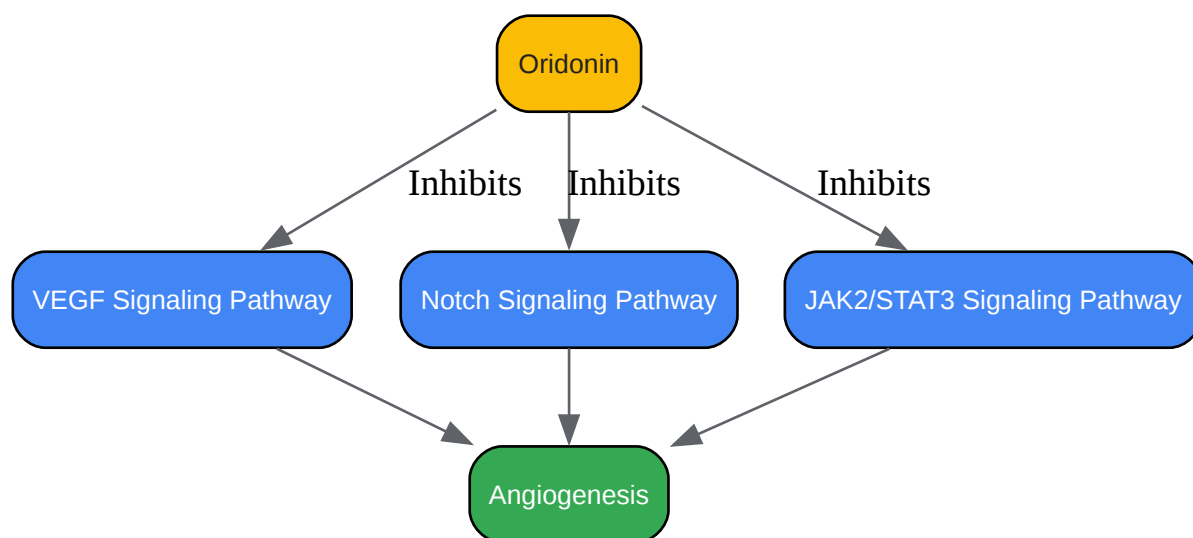 Oridonin
Inhibits
Inhibits
Inhibits
VEGF Signaling Pathway
Notch Signaling Pathway
JAK2/STAT3 Signaling Pathway
Angiogenesis